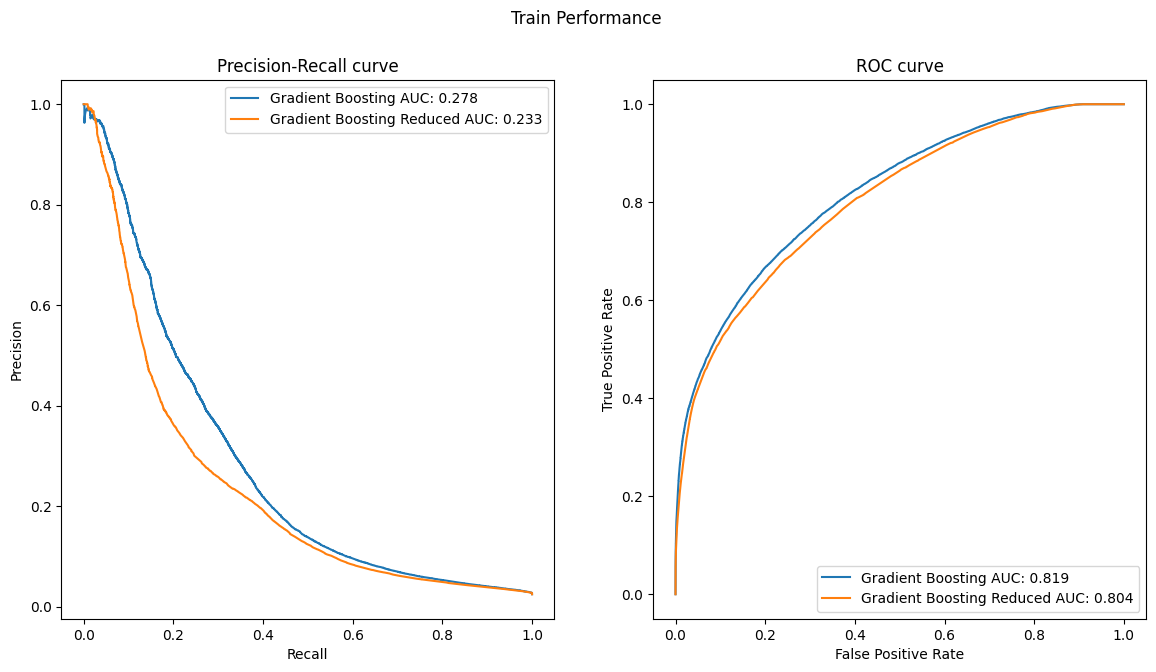 Train Performance
Precision-Recall curve
Gradient Boosting AUC: 0.278
Gradient Boosting Reduced AUC: 0.233
1.0
0.8
0.6
0.4
0.2
0.0
Precision
0.0 0.2 0.4 0.6 0.8 1.0
Recall
ROC curve
1.0
0.8
0.6
0.4
0.2
0.0
True Positive Rate
Gradient Boosting AUC: 0.819
Gradient Boosting Reduced AUC: 0.804
0.0 0.2 0.4 0.6 0.8 1.0
False Positive Rate